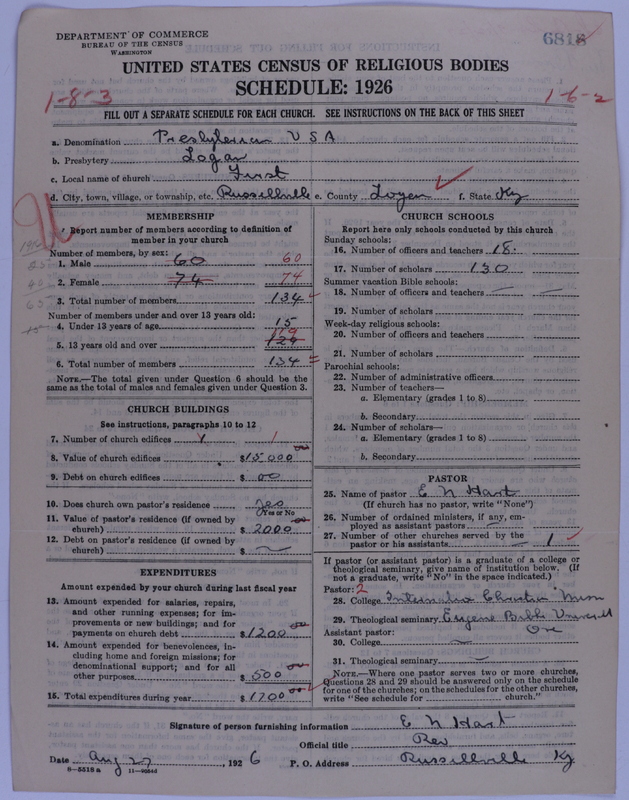 DEPARTMENT OF COMMERCE
BUREAU OF THE CENSUS
WASHINGTON
6818
UNITED STATES CENSUS OF RELIGIOUS BODIES
SCHEDULE: 1926
1-8-3
1-6-2
FILL OUT A SEPARATE SCHEDULE FOR EACH CHURCH. SEE INSTRUCTIONS ON THE BACK OF THIS SHEET
a. Denomination Presbyterian U S A
b. Presbytery Logan
c. Local name of church First
d. City, town, village, or township, etc. Russellville e. County Logan f. State Ky
MEMBERSHIP
Report number of members according to definition of
member in your church
Number of members, by sex:
1. Male 60 60
2. Female 74 74
3. Total number of members 134
Number of members under and over 13 years old:
4. Under 13 years of age 15
119
5. 13 years old and over
6. Total number of members 134
NOTE.—The total given under Question 6 should be the
same as the total of males and females given under Question 3.
CHURCH BUILDINGS
See instructions, paragraphs 10 to 12
7. Number of church edifices 1 1
8. Value of church edifices $15000
9. Debt on church edifices $ 00
10. Does church own pastor's residence yes
(Yes or No)
11. Value of pastor's residence (if owned by
church) $2000
12. Debt on pastor's residence (if owned by
church) $
EXPENDITURES
Amount expended by your church during last fiscal year
13. Amount expended for salaries, repairs,
and other running expenses; for im-
provements or new buildings; and for
payments on church debt $1200
14. Amount expended for benevolences, in-
cluding home and foreign missions; for
denominational support; and for all
other purposes $ 500
15. Total expenditures during year $1700
CHURCH SCHOOLS
Report here only schools conducted by this church
Sunday schools:
16. Number of officers and teachers 18
17. Number of scholars 130
Summer vacation Bible schools:
18. Number of officers and teachers
19. Number of scholars
Week-day religious schools:
20. Number of officers and teachers
21. Number of scholars
Parochial schools:
22. Number of administrative officers
23. Number of teachers—
a. Elementary (grades 1 to 8)
b. Secondary
24. Number of scholars—
a. Elementary (grades 1 to 8)
b. Secondary
PASTOR
25. Name of pastor E N Hart
(If church has no pastor, write "None")
26. Number of ordained ministers, if any, em-
ployed as assistant pastors
27. Number of other churches served by the
pastor or his assistants 1
If pastor (or assistant pastor) is a graduate of a college or
theological seminary, give name of institution below. (If
not a graduate, write "No" in the space indicated.)
Pastor: 2
28. College Christian
29. Theological seminary Eugene Bible
Ore
Assistant pastor:
30. College
31. Theological seminary
NOTE.—Where one pastor serves two or more churches,
Questions 28 and 29 should be answered only on the schedule
for one of the churches; on the schedules for the other churches,
write "See schedule for church."
Signature of person furnishing information E N Hart
Official title Rev
Date Aug 27, 1926 P. O. Address Russellville Ky
8-5518 a